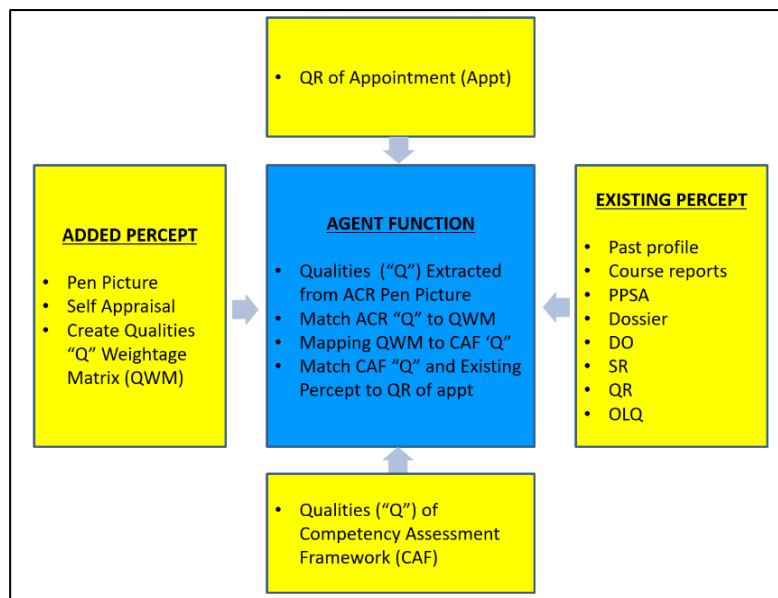 • QR of Appointment (Appt)
ADDED PERCEPT
• Pen Picture
• Self Appraisal
• Create Qualities
“Q” Weightage
Matrix (QWM)
AGENT FUNCTION
• Qualities (“Q”) Extracted
from ACR Pen Picture
• Match ACR “Q” to QWM
• Mapping QWM to CAF ‘Q”
• Match CAF “Q” and Existing
Percept to QR of appt
EXISTING PERCEPT
• Past profile
• Course reports
• PPSA
• Dossier
• DO
• SR
• QR
• OLQ
• Qualities (“Q”) of
Competency Assessment
Framework (CAF)